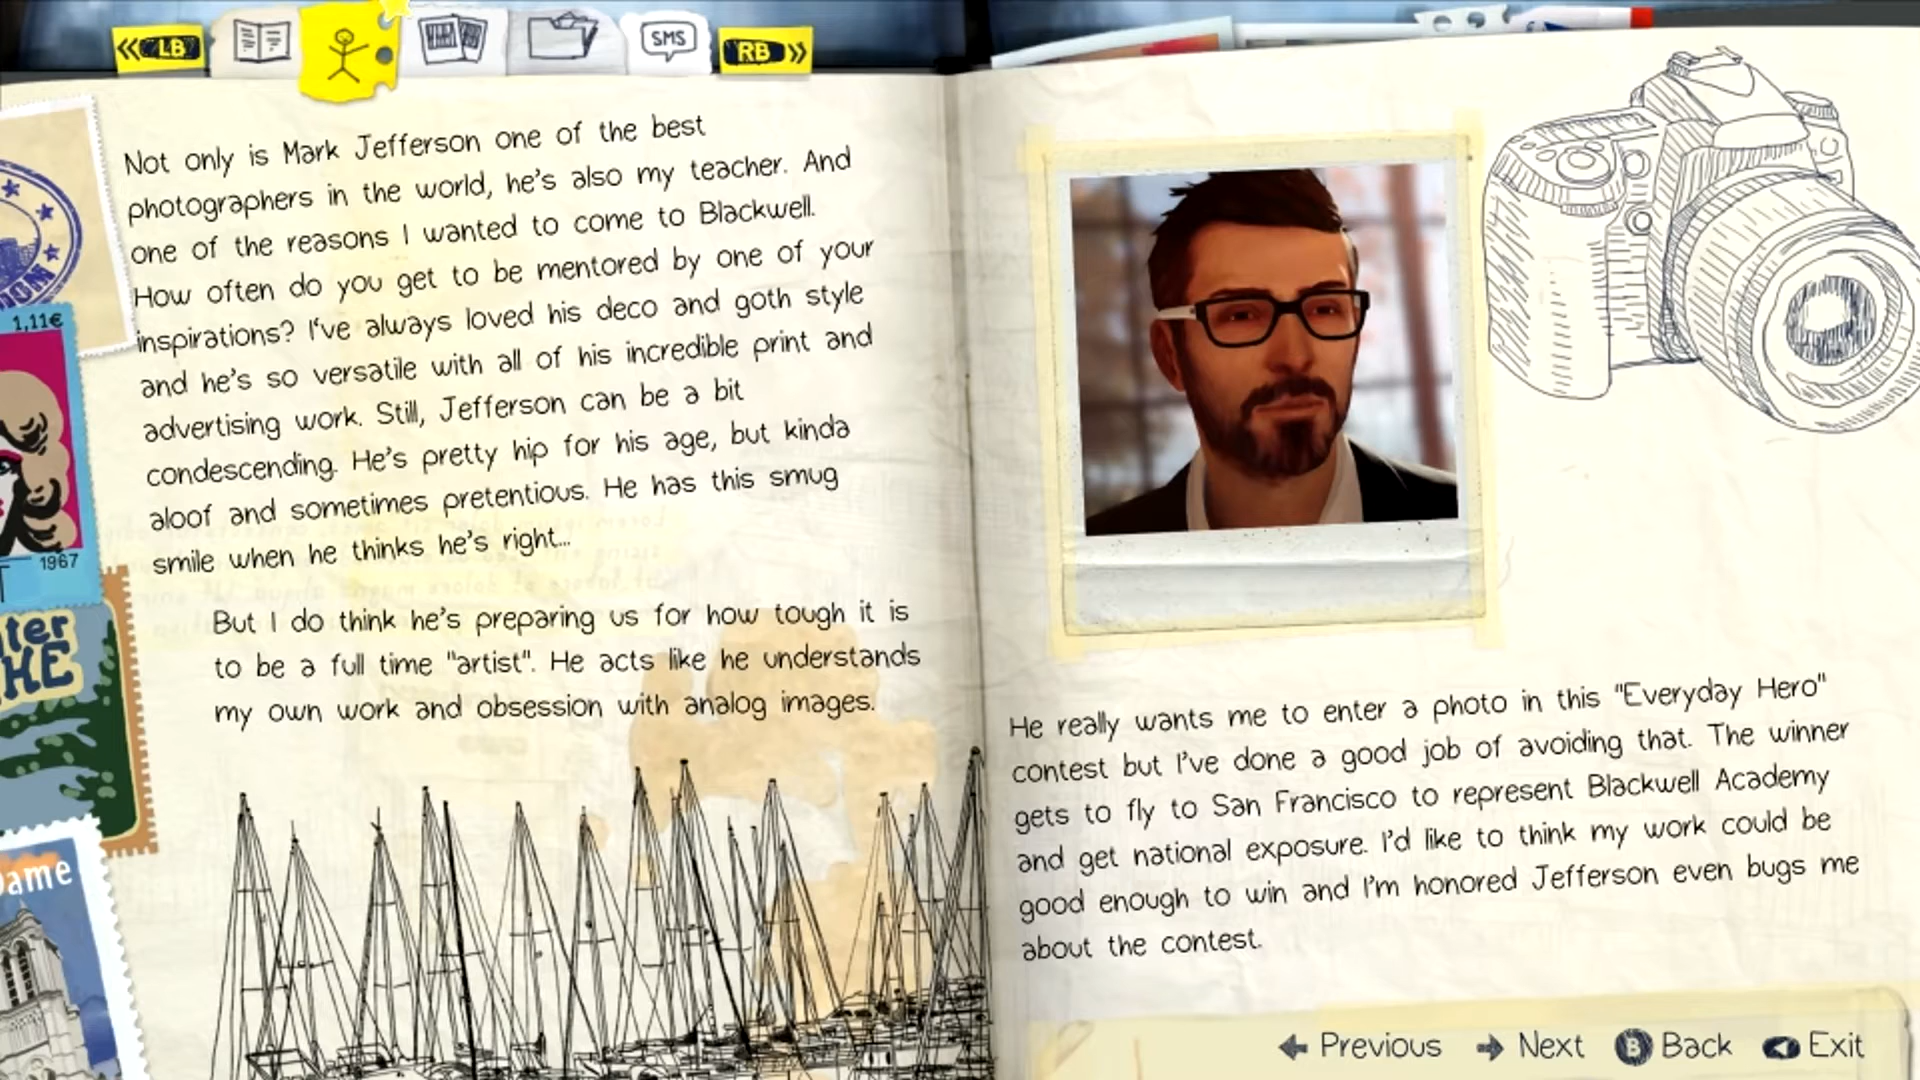 LB
SMS
RB
Not only is Mark Jefferson one of the best
photographers in the world, he's also my teacher. And
one of the reasons I wanted to come to Blackwell.
How often do you get to be mentored by one of your
inspirations? I've always loved his deco and goth style
and he's so versatile with all of his incredible print and
advertising work. Still, Jefferson can be a bit
condescending. He's pretty hip for his age, but kinda
aloof and sometimes pretentious. He has this smug
smile when he thinks he's right...
But I do think he's preparing us for how tough it is
to be a full time "artist". He acts like he understands
my own work and obsession with analog images.
1,11€
1967
He really wants me to enter a photo in this "Everyday Hero"
contest but I've done a good job of avoiding that. The winner
gets to fly to San Francisco to represent Blackwell Academy
and get national exposure. I'd like to think my work could be
good enough to win and I'm honored Jefferson even bugs me
about the contest.
Previous Next B Back Exit